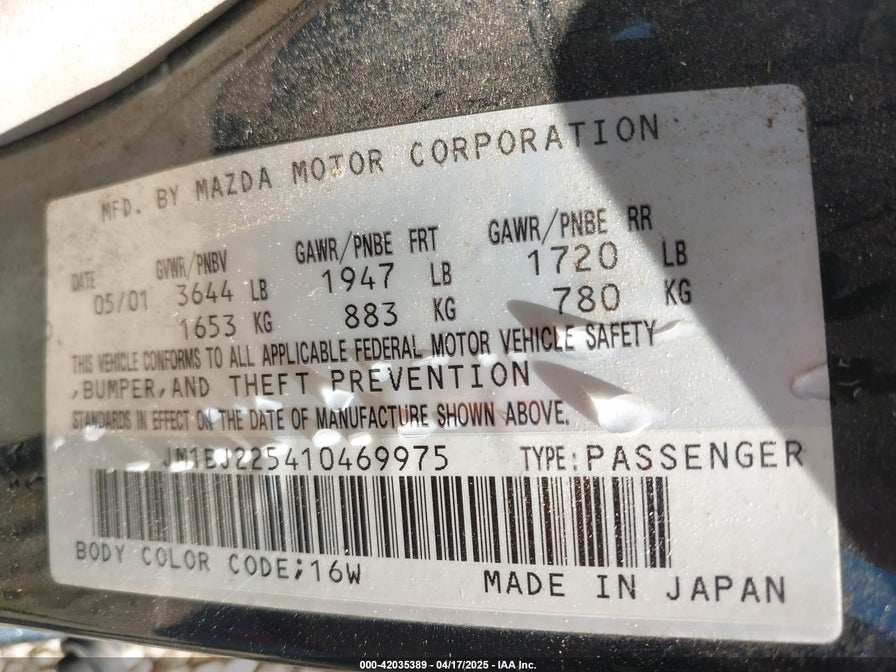 MFD. BY MAZDA MOTOR CORPORATION
DATE GVWR/PNBV GAWR/PNBE FRT GAWR/PNBE RR
05/01 3644 LB 1947 LB 1720 LB
1653 KG 883 KG 780 KG
THIS VEHICLE CONFORMS TO ALL APPLICABLE FEDERAL MOTOR VEHICLE SAFETY
,BUMPER,AND THEFT PREVENTION
STANDARDS IN EFFECT ON THE DATE OF MANUFACTURE SHOWN ABOVE.
JM1BJ225410469975 TYPE:PASSENGER
BODY COLOR CODE;16W
MADE IN JAPAN
000-42035389 - 04/17/2025 - IAA Inc.